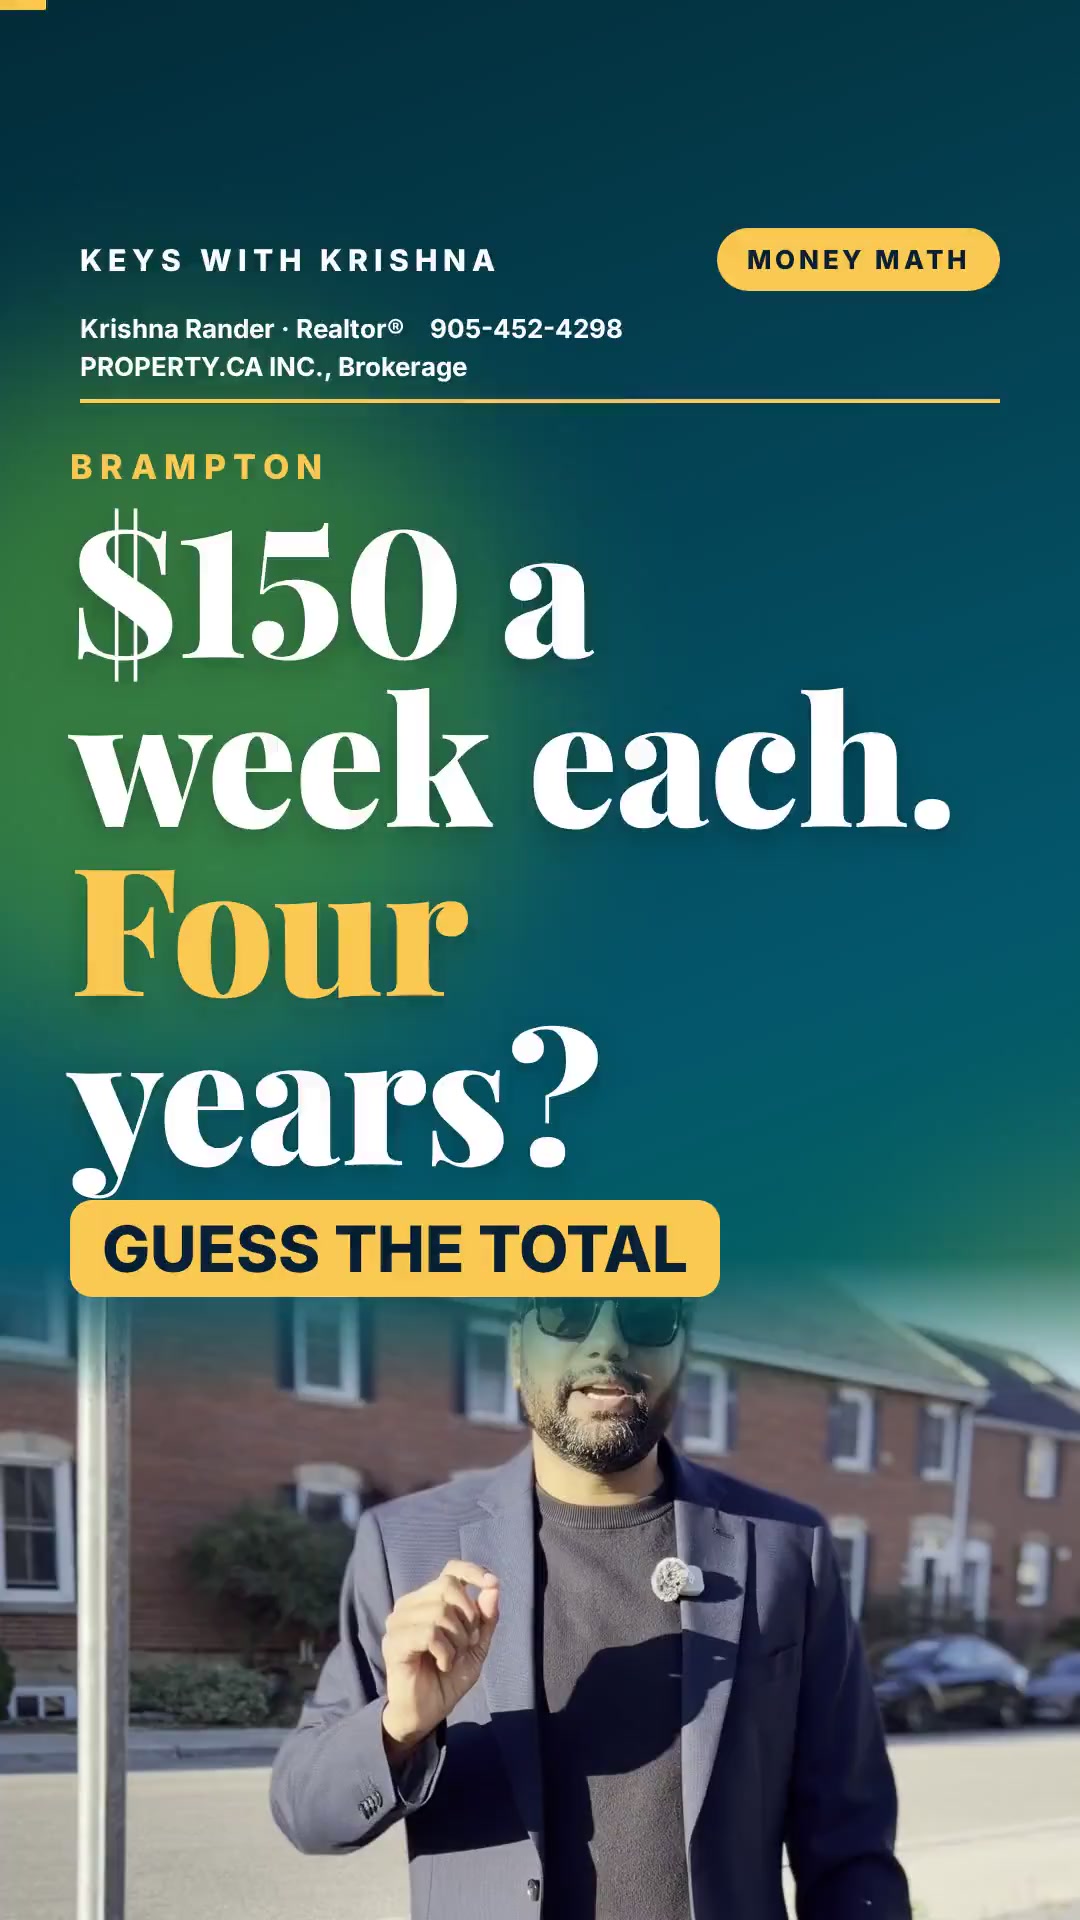 KEYS WITH KRISHNA
MONEY MATH
Krishna Rander · Realtor® 905-452-4298
PROPERTY.CA INC., Brokerage
BRAMPTON
$150 a
week each.
Four
years?
GUESS THE TOTAL